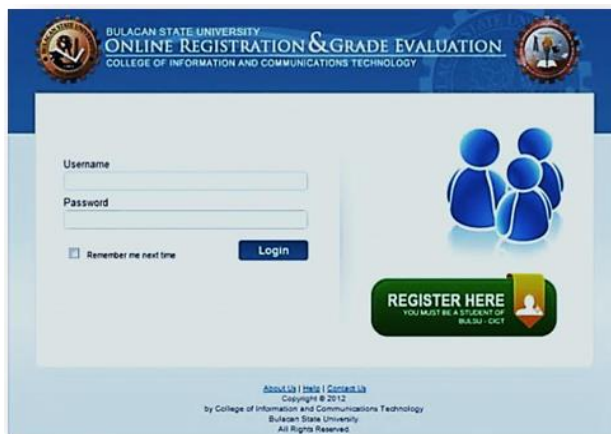 BULACAN STATE UNIVERSITY
ONLINE REGISTRATION & GRADE EVALUATION
COLLEGE OF INFORMATION AND COMMUNICATIONS TECHNOLOGY
Username
Password
Remember me next time
Login
REGISTER HERE
YOU MUST BE A STUDENT OF
BULSU - CICT
About Us | Help | Contact Us
Copyright © 2012
by College of Information and Communications Technology
Bulacan State University
All Rights Reserved.